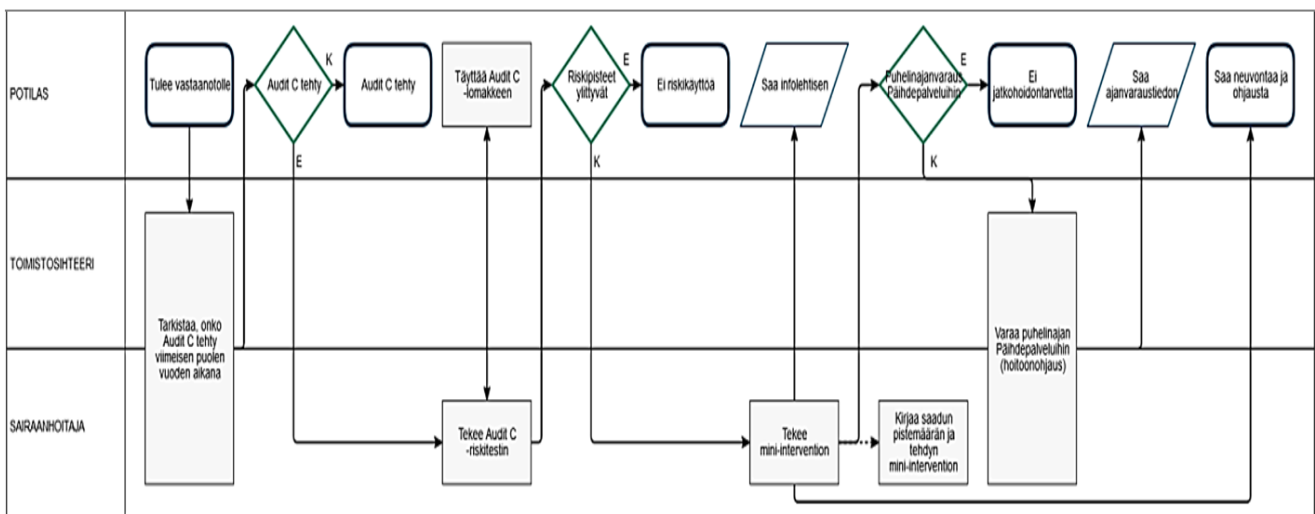 POTILAS
Tulee vastaanotolle
Audit C tehty
K
E
Audit C tehty
Täyttää Audit C
-lomakkeen
Riskipisteet
ylittyvät
E
K
Ei riskikäyttöä
Saa infolehtisen
Puhelinajanvaraus
Päihdepalveluihin
E
K
Ei
jatkohoidontarvetta
Saa
ajanvaraustiedon
Saa neuvontaa ja
ohjausta
TOIMISTOSIHTEERI
Tarkistaa, onko
Audit C tehty
viimeisen puolen
vuoden aikana
Varaa puhelinajan
Päihdepalveluihin
(hoitoonohjaus)
SAIRAANHOITAJA
Tekee Audit C
-riskitestin
Tekee
mini-intervention
Kirjaa saadun
pistemäärän ja
tehdyn
mini-intervention